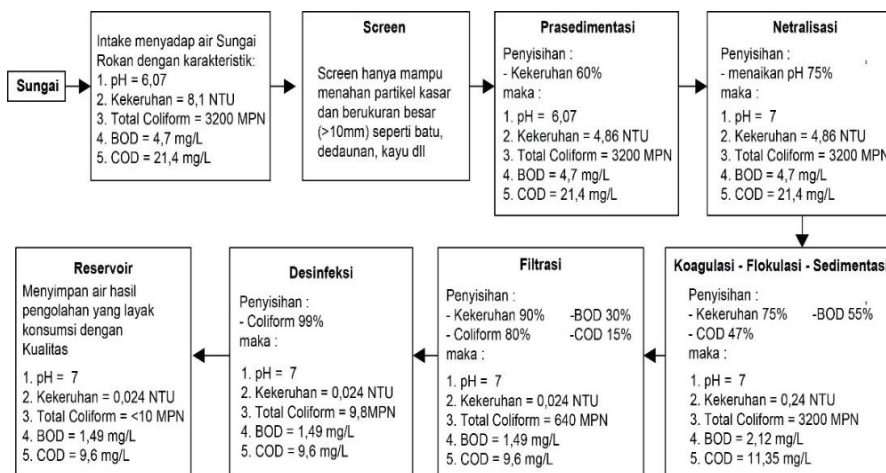 Sungai
Intake menyadap air Sungai
Rokan dengan karakteristik:
1. pH = 6,07
2. Kekeruhan = 8,1 NTU
3. Total Coliform = 3200 MPN
4. BOD = 4,7 mg/L
5. COD = 21,4 mg/L
Screen
Screen hanya mampu
menahan partikel kasar
dan berukuran besar
(>10mm) seperti batu,
dedaunan, kayu dll
Prasedimentasi
Penyisihan :
- Kekeruhan 60%
maka :
1. pH = 6,07
2. Kekeruhan = 4,86 NTU
3. Total Coliform = 3200 MPN
4. BOD = 4,7 mg/L
5. COD = 21,4 mg/L
Netralisasi
Penyisihan : ,
- menaikan pH 75%
maka :
1. pH = 7
2. Kekeruhan = 4,86 NTU
3. Total Coliform = 3200 MPN
4. BOD = 4,7 mg/L
5. COD = 21,4 mg/L
Koagulasi - Flokulasi - Sedimentasi
Penyisihan : ,
- Kekeruhan 75% -BOD 55%
- COD 47%
maka :
1. pH = 7
2. Kekeruhan = 0,24 NTU
3. Total Coliform = 3200 MPN
4. BOD = 2,12 mg/L
5. COD = 11,35 mg/L
Filtrasi
Penyisihan :
- Kekeruhan 90% -BOD 30%
- Coliform 80% -COD 15%
maka :
1. pH = 7
2. Kekeruhan = 0,024 NTU
3. Total Coliform = 640 MPN
4. BOD = 1,49 mg/L
5. COD = 9,6 mg/L
Desinfeksi
Penyisihan :
- Coliform 99%
maka :
1. pH = 7
2. Kekeruhan = 0,024 NTU
3. Total Coliform = 9,8MPN
4. BOD = 1,49 mg/L
5. COD = 9,6 mg/L
Reservoir
Menyimpan air hasil
pengolahan yang layak
konsumsi dengan
Kualitas
1. pH = 7
2. Kekeruhan = 0,024 NTU
3. Total Coliform = <10 MPN
4. BOD = 1,49 mg/L
5. COD = 9,6 mg/L